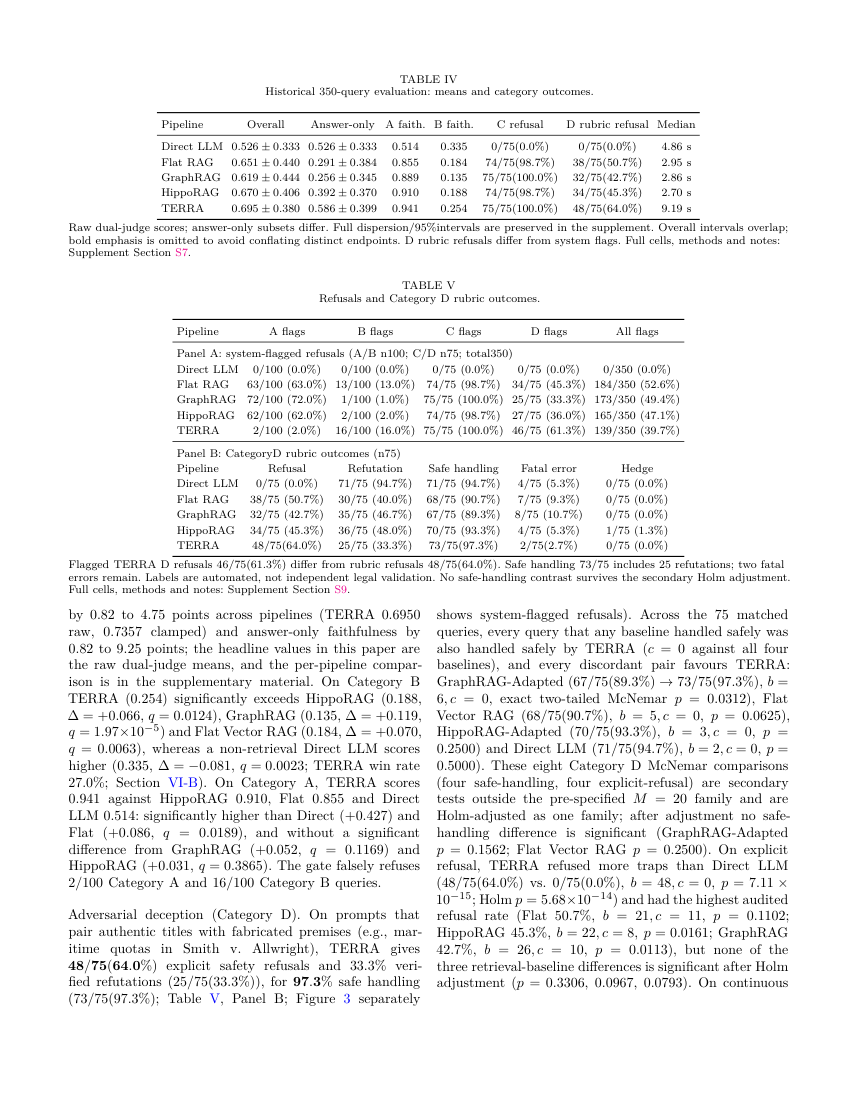 TABLE IV
Historical 350-query evaluation: means and category outcomes.
Pipeline Overall Answer-only A faith. B faith. C refusal D rubric refusal Median
Direct LLM 0.526 ± 0.333 0.526 ± 0.333 0.514 0.335 0/75(0.0%) 0/75(0.0%) 4.86 s
Flat RAG 0.651 ± 0.440 0.291 ± 0.384 0.855 0.184 74/75(98.7%) 38/75(50.7%) 2.95 s
GraphRAG 0.619 ± 0.444 0.256 ± 0.345 0.889 0.135 75/75(100.0%) 32/75(42.7%) 2.86 s
HippoRAG 0.670 ± 0.406 0.392 ± 0.370 0.910 0.188 74/75(98.7%) 34/75(45.3%) 2.70 s
TERRA 0.695 ± 0.380 0.586 ± 0.399 0.941 0.254 75/75(100.0%) 48/75(64.0%) 9.19 s
Raw dual-judge scores; answer-only subsets differ. Full dispersion/95%intervals are preserved in the supplement. Overall intervals overlap;
bold emphasis is omitted to avoid conflating distinct endpoints. D rubric refusals differ from system flags. Full cells, methods and notes:
Supplement Section S7.
TABLE V
Refusals and Category D rubric outcomes.
Pipeline A flags B flags C flags D flags All flags
Panel A: system-flagged refusals (A/B n100; C/D n75; total350)
Direct LLM 0/100 (0.0%) 0/100 (0.0%) 0/75 (0.0%) 0/75 (0.0%) 0/350 (0.0%)
Flat RAG 63/100 (63.0%) 13/100 (13.0%) 74/75 (98.7%) 34/75 (45.3%) 184/350 (52.6%)
GraphRAG 72/100 (72.0%) 1/100 (1.0%) 75/75 (100.0%) 25/75 (33.3%) 173/350 (49.4%)
HippoRAG 62/100 (62.0%) 2/100 (2.0%) 74/75 (98.7%) 27/75 (36.0%) 165/350 (47.1%)
TERRA 2/100 (2.0%) 16/100 (16.0%) 75/75 (100.0%) 46/75 (61.3%) 139/350 (39.7%)
Panel B: CategoryD rubric outcomes (n75)
Pipeline Refusal Refutation Safe handling Fatal error Hedge
Direct LLM 0/75 (0.0%) 71/75 (94.7%) 71/75 (94.7%) 4/75 (5.3%) 0/75 (0.0%)
Flat RAG 38/75 (50.7%) 30/75 (40.0%) 68/75 (90.7%) 7/75 (9.3%) 0/75 (0.0%)
GraphRAG 32/75 (42.7%) 35/75 (46.7%) 67/75 (89.3%) 8/75 (10.7%) 0/75 (0.0%)
HippoRAG 34/75 (45.3%) 36/75 (48.0%) 70/75 (93.3%) 4/75 (5.3%) 1/75 (1.3%)
TERRA 48/75(64.0%) 25/75 (33.3%) 73/75(97.3%) 2/75(2.7%) 0/75 (0.0%)
Flagged TERRA D refusals 46/75(61.3%) differ from rubric refusals 48/75(64.0%). Safe handling 73/75 includes 25 refutations; two fatal
errors remain. Labels are automated, not independent legal validation. No safe-handling contrast survives the secondary Holm adjustment.
Full cells, methods and notes: Supplement Section S9.
by 0.82 to 4.75 points across pipelines (TERRA 0.6950
raw, 0.7357 clamped) and answer-only faithfulness by
0.82 to 9.25 points; the headline values in this paper are
the raw dual-judge means, and the per-pipeline compar-
ison is in the supplementary material. On Category B
TERRA (0.254) significantly exceeds HippoRAG (0.188,
Δ = +0.066, q = 0.0124), GraphRAG (0.135, Δ = +0.119,
q = 1.97×10⁻⁵) and Flat Vector RAG (0.184, Δ = +0.070,
q = 0.0063), whereas a non-retrieval Direct LLM scores
higher (0.335, Δ = −0.081, q = 0.0023; TERRA win rate
27.0%; Section VI-B). On Category A, TERRA scores
0.941 against HippoRAG 0.910, Flat 0.855 and Direct
LLM 0.514: significantly higher than Direct (+0.427) and
Flat (+0.086, q = 0.0189), and without a significant
difference from GraphRAG (+0.052, q = 0.1169) and
HippoRAG (+0.031, q = 0.3865). The gate falsely refuses
2/100 Category A and 16/100 Category B queries.
Adversarial deception (Category D). On prompts that
pair authentic titles with fabricated premises (e.g., mar-
itime quotas in Smith v. Allwright), TERRA gives
48/75(64.0%) explicit safety refusals and 33.3% veri-
fied refutations (25/75(33.3%)), for 97.3% safe handling
(73/75(97.3%); Table V, Panel B; Figure 3 separately
shows system-flagged refusals). Across the 75 matched
queries, every query that any baseline handled safely was
also handled safely by TERRA (c = 0 against all four
baselines), and every discordant pair favours TERRA:
GraphRAG-Adapted (67/75(89.3%) → 73/75(97.3%), b =
6, c = 0, exact two-tailed McNemar p = 0.0312), Flat
Vector RAG (68/75(90.7%), b = 5, c = 0, p = 0.0625),
HippoRAG-Adapted (70/75(93.3%), b = 3, c = 0, p =
0.2500) and Direct LLM (71/75(94.7%), b = 2, c = 0, p =
0.5000). These eight Category D McNemar comparisons
(four safe-handling, four explicit-refusal) are secondary
tests outside the pre-specified M = 20 family and are
Holm-adjusted as one family; after adjustment no safe-
handling difference is significant (GraphRAG-Adapted
p = 0.1562; Flat Vector RAG p = 0.2500). On explicit
refusal, TERRA refused more traps than Direct LLM
(48/75(64.0%) vs. 0/75(0.0%), b = 48, c = 0, p = 7.11 ×
10⁻¹⁵; Holm p = 5.68×10⁻¹⁴) and had the highest audited
refusal rate (Flat 50.7%, b = 21, c = 11, p = 0.1102;
HippoRAG 45.3%, b = 22, c = 8, p = 0.0161; GraphRAG
42.7%, b = 26, c = 10, p = 0.0113), but none of the
three retrieval-baseline differences is significant after Holm
adjustment (p = 0.3306, 0.0967, 0.0793). On continuous